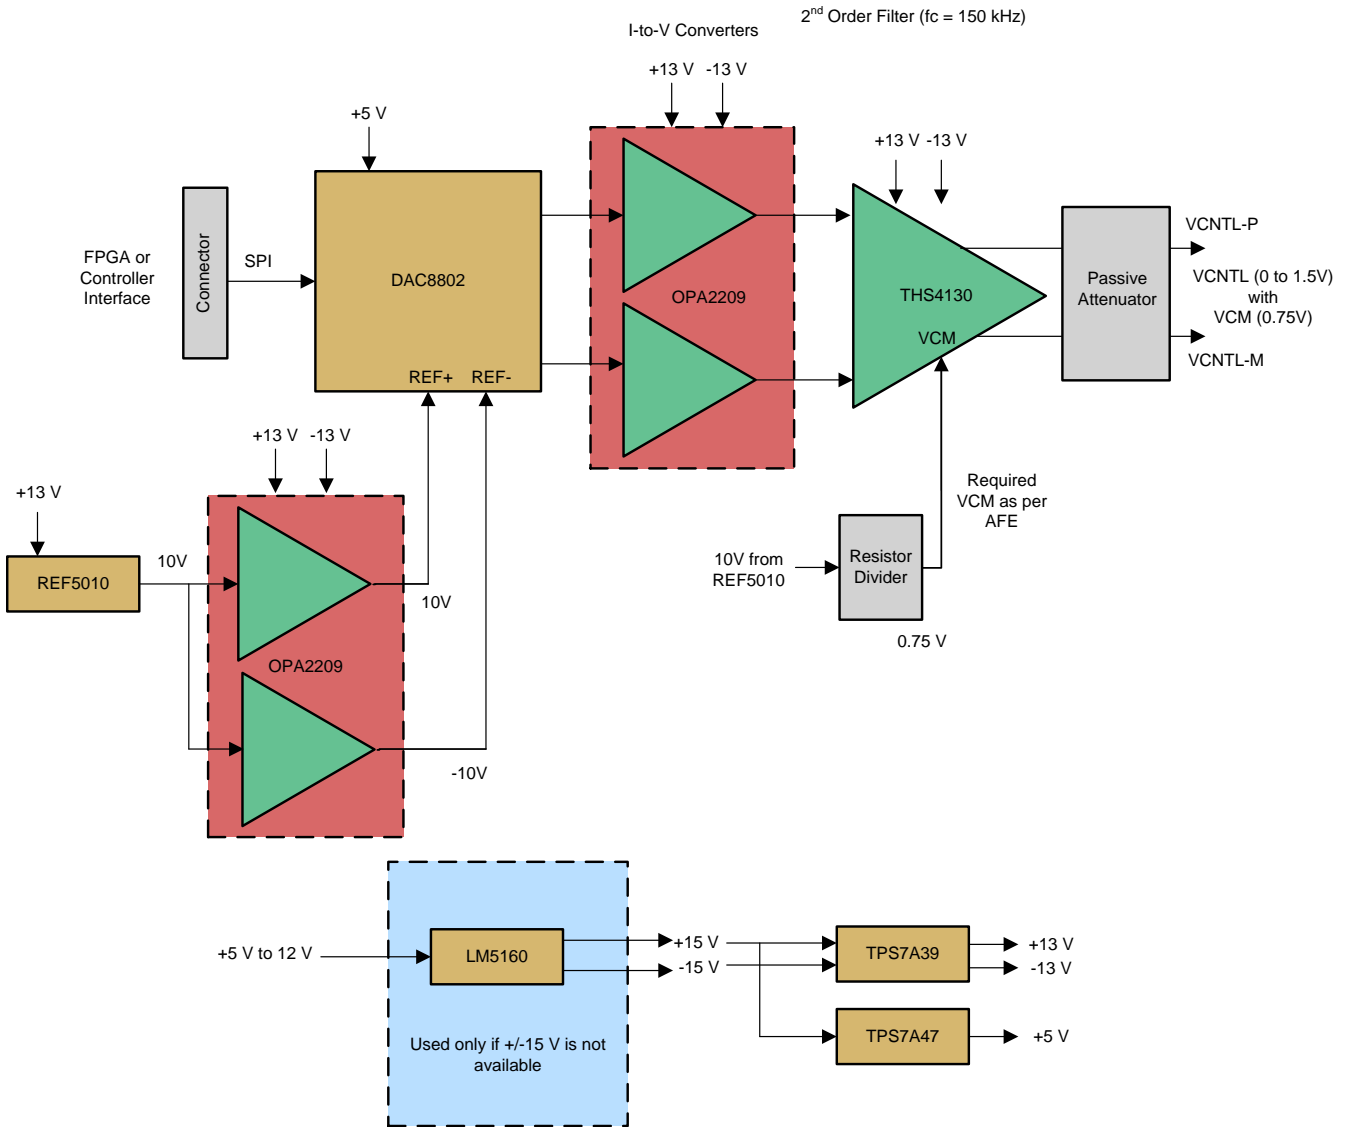 2nd Order Filter (fc = 150 kHz)
I-to-V Converters
+13 V
-13 V
+5 V
+13 V
-13 V
FPGA or
Controller
Interface
Connector
SPI
DAC8802
REF+
REF-
OPA2209
THS4130
VCM
Passive
Attenuator
VCNTL-P
VCNTL (0 to 1.5V)
with
VCM (0.75V)
VCNTL-M
+13 V
-13 V
+13 V
REF5010
10V
10V
OPA2209
-10V
Required
VCM as per
AFE
10V from
REF5010
Resistor
Divider
0.75 V
+5 V to 12 V
LM5160
Used only if +/-15 V is not
available
+15 V
-15 V
TPS7A39
+13 V
-13 V
TPS7A47
+5 V